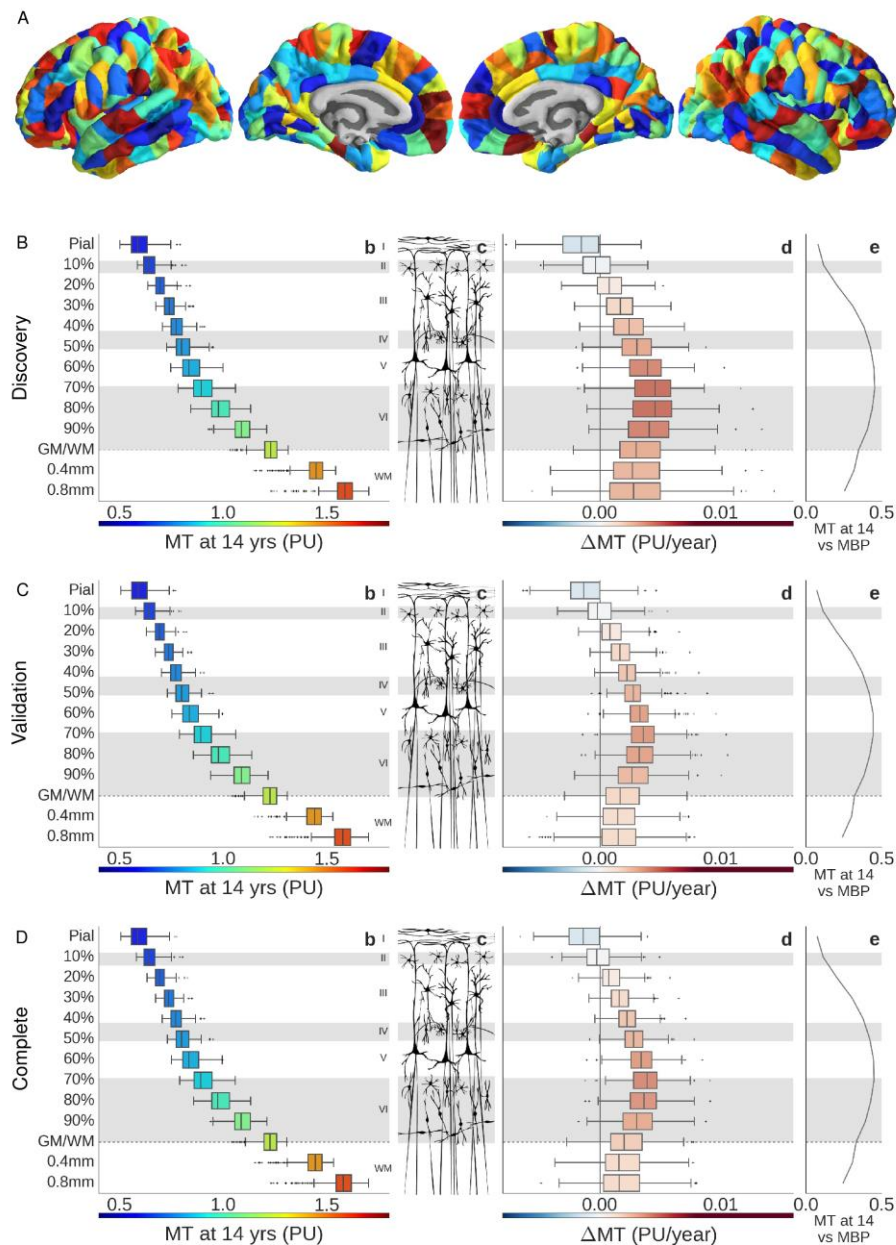 A
B
Discovery
b c d e
Pial I
10% II
20%
30% III
40%
50% IV
60% V
70%
80% VI
90%
GM/WM
0.4mm WM
0.8mm
0.5 1.0 1.5 0.00 0.01 0.0 0.5
MT at 14 yrs (PU) ΔMT (PU/year) MT at 14
vs MBP
C
Validation
b c d e
Pial I
10% II
20%
30% III
40%
50% IV
60% V
70%
80% VI
90%
GM/WM
0.4mm WM
0.8mm
0.5 1.0 1.5 0.00 0.01 0.0 0.5
MT at 14 yrs (PU) ΔMT (PU/year) MT at 14
vs MBP
D
Complete
b c d e
Pial I
10% II
20%
30% III
40%
50% IV
60% V
70%
80% VI
90%
GM/WM
0.4mm WM
0.8mm
0.5 1.0 1.5 0.00 0.01 0.0 0.5
MT at 14 yrs (PU) ΔMT (PU/year) MT at 14
vs MBP